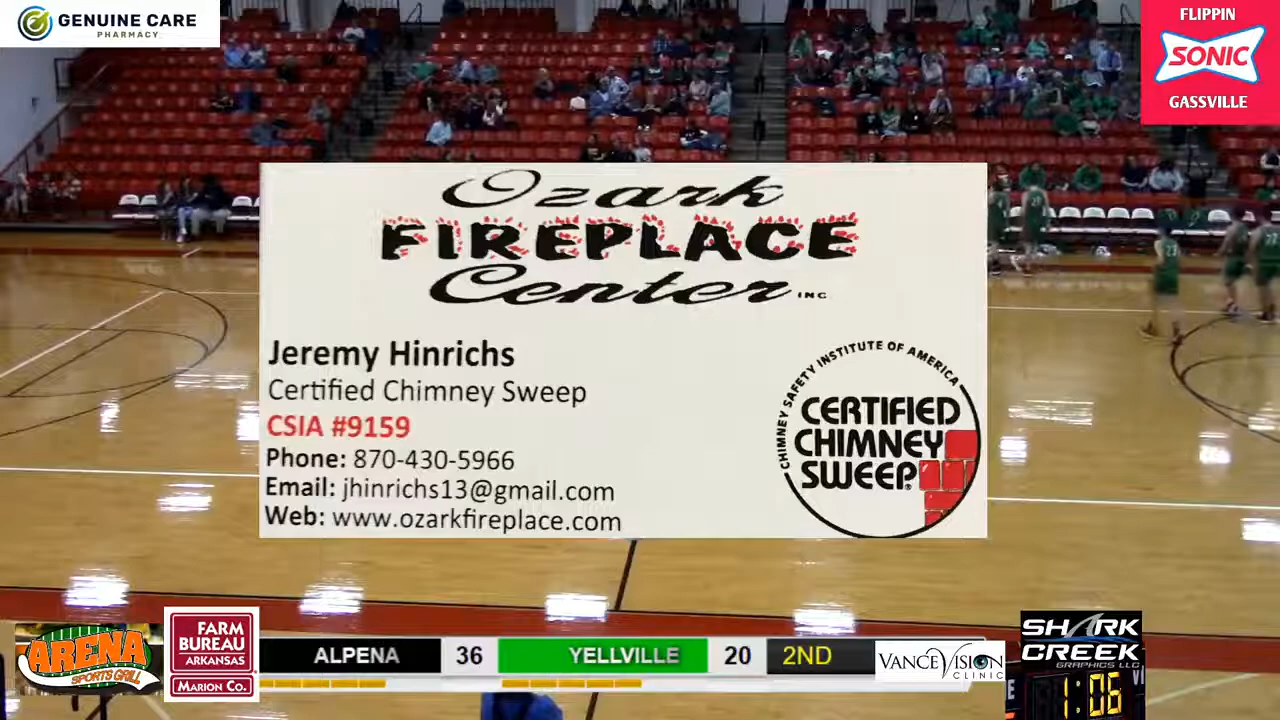 GENUINE CARE
PHARMACY
FLIPPIN
SONIC
GASSVILLE
Ozark
FIREPLACE
Center INC
Jeremy Hinrichs
Certified Chimney Sweep
CSIA #9159
Phone: 870-430-5966
Email: jhinrichs13@gmail.com
Web: www.ozarkfireplace.com
CHIMNEY SAFETY INSTITUTE OF AMERICA
CERTIFIED
CHIMNEY
SWEEP®
23
ARENA
SPORTS GRILL
FARM
BUREAU
ARKANSAS
MARION CO.
ALPENA 36 YELLVILLE 20 2ND
VANCE VISION
CLINIC
SHARK
CREEK
GRAPHICS LLC
1:06